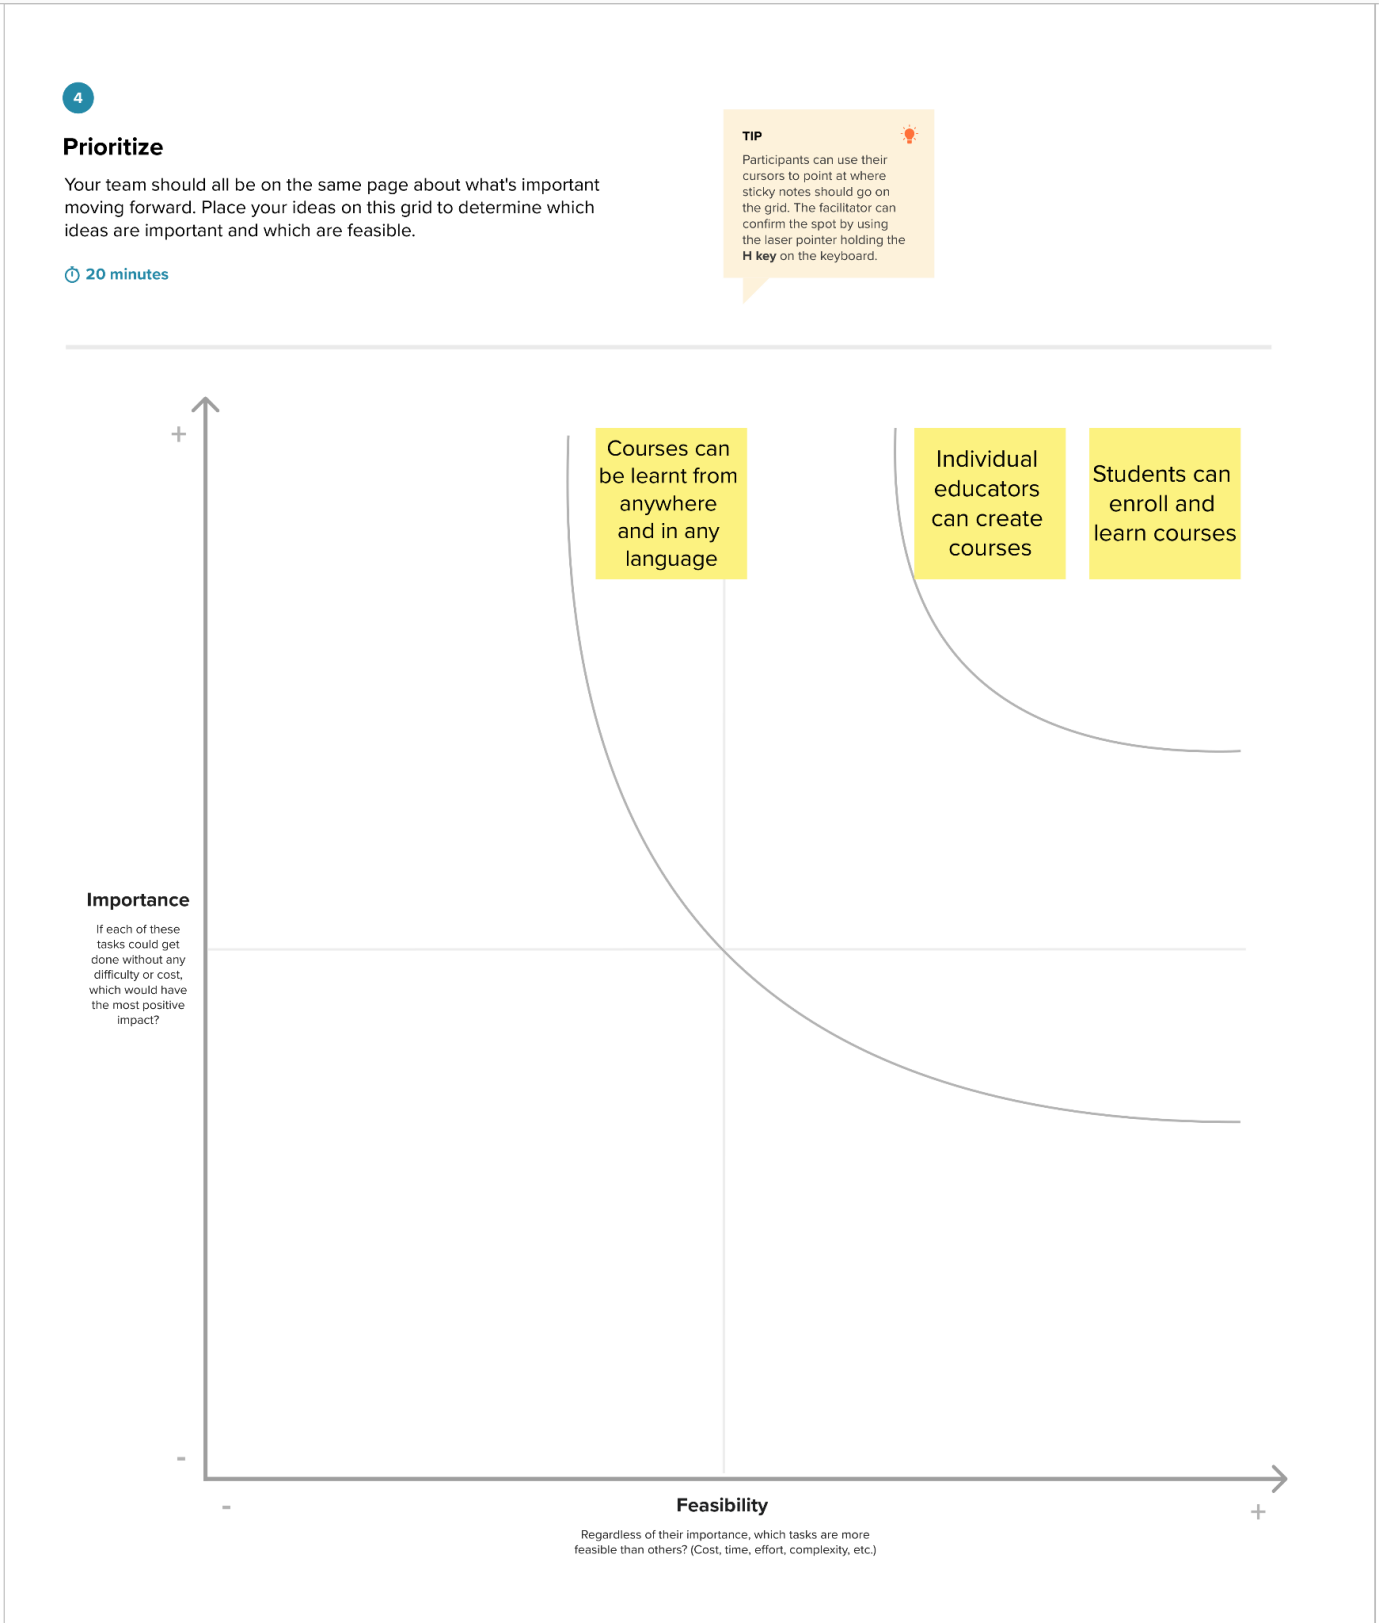 4
Prioritize
Your team should all be on the same page about what's important
moving forward. Place your ideas on this grid to determine which
ideas are important and which are feasible.
20 minutes
TIP
Participants can use their
cursors to point at where
sticky notes should go on
the grid. The facilitator can
confirm the spot by using
the laser pointer holding the
H key on the keyboard.
+
Courses can
be learnt from
anywhere
and in any
language
Individual
educators
can create
courses
Students can
enroll and
learn courses
Importance
If each of these
tasks could get
done without any
difficulty or cost,
which would have
the most positive
impact?
-
-
Feasibility
+
Regardless of their importance, which tasks are more
feasible than others? (Cost, time, effort, complexity, etc.)